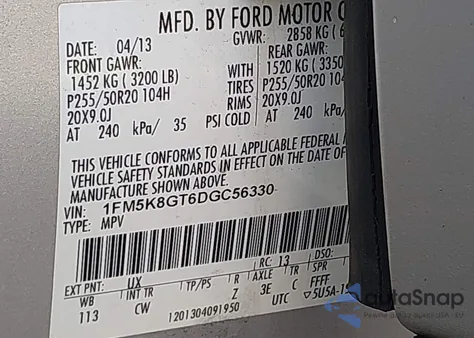 MFD. BY FORD MOTOR C
DATE: 04/13 GVWR: 2858 KG ( 6
FRONT GAWR: REAR GAWR:
1452 KG ( 3200 LB) WITH 1520 KG ( 3350
P255/50R20 104H TIRES P255/50R20
20X9.0J RIMS 20X9.0J
AT 240 kPa/ 35 PSI COLD AT 240 kPa/
THIS VEHICLE CONFORMS TO ALL APPLICABLE FEDERAL
VEHICLE SAFETY STANDARDS IN EFFECT ON THE DATE OF
MANUFACTURE SHOWN ABOVE.
VIN: 1FM5K8GT6DGC56330
TYPE: MPV
RC: 13 DSO:
EXT PNT: UX
WB INT TR TP/PS R AXLE T C SPR
113 CW Z 3E FFFF
1201304091950 UTC ▽5U5A-15
autoSnap